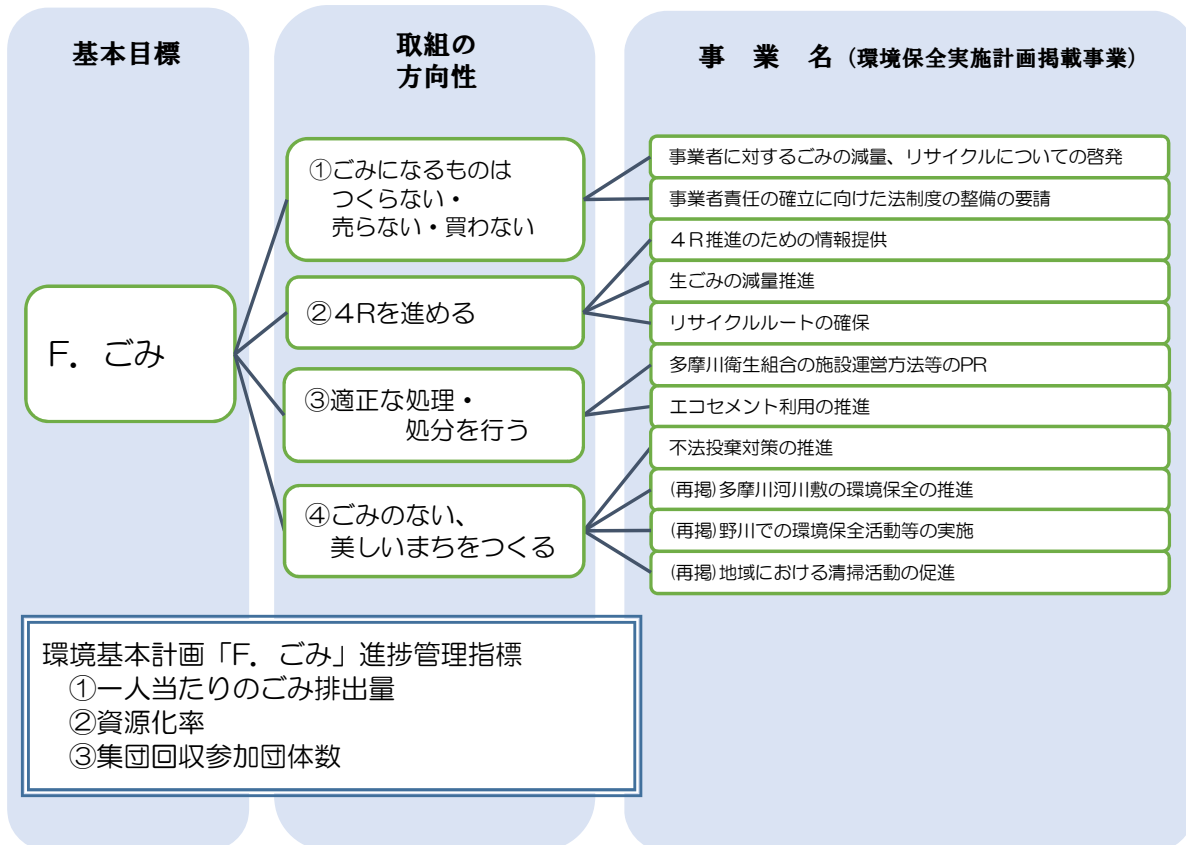 基本目標
取組の
方向性
事 業 名(環境保全実施計画掲載事業)
F.ごみ
①ごみになるものは
つくらない・
売らない・買わない
②4Rを進める
③適正な処理・
処分を行う
④ごみのない、
美しいまちをつくる
事業者に対するごみの減量、リサイクルについての啓発
事業者責任の確立に向けた法制度の整備の要請
4R推進のための情報提供
生ごみの減量推進
リサイクルルートの確保
多摩川衛生組合の施設運営方法等のPR
エコセメント利用の推進
不法投棄対策の推進
(再掲)多摩川河川敷の環境保全の推進
(再掲)野川での環境保全活動等の実施
(再掲)地域における清掃活動の促進
環境基本計画「F.ごみ」進捗管理指標
①一人当たりのごみ排出量
②資源化率
③集団回収参加団体数